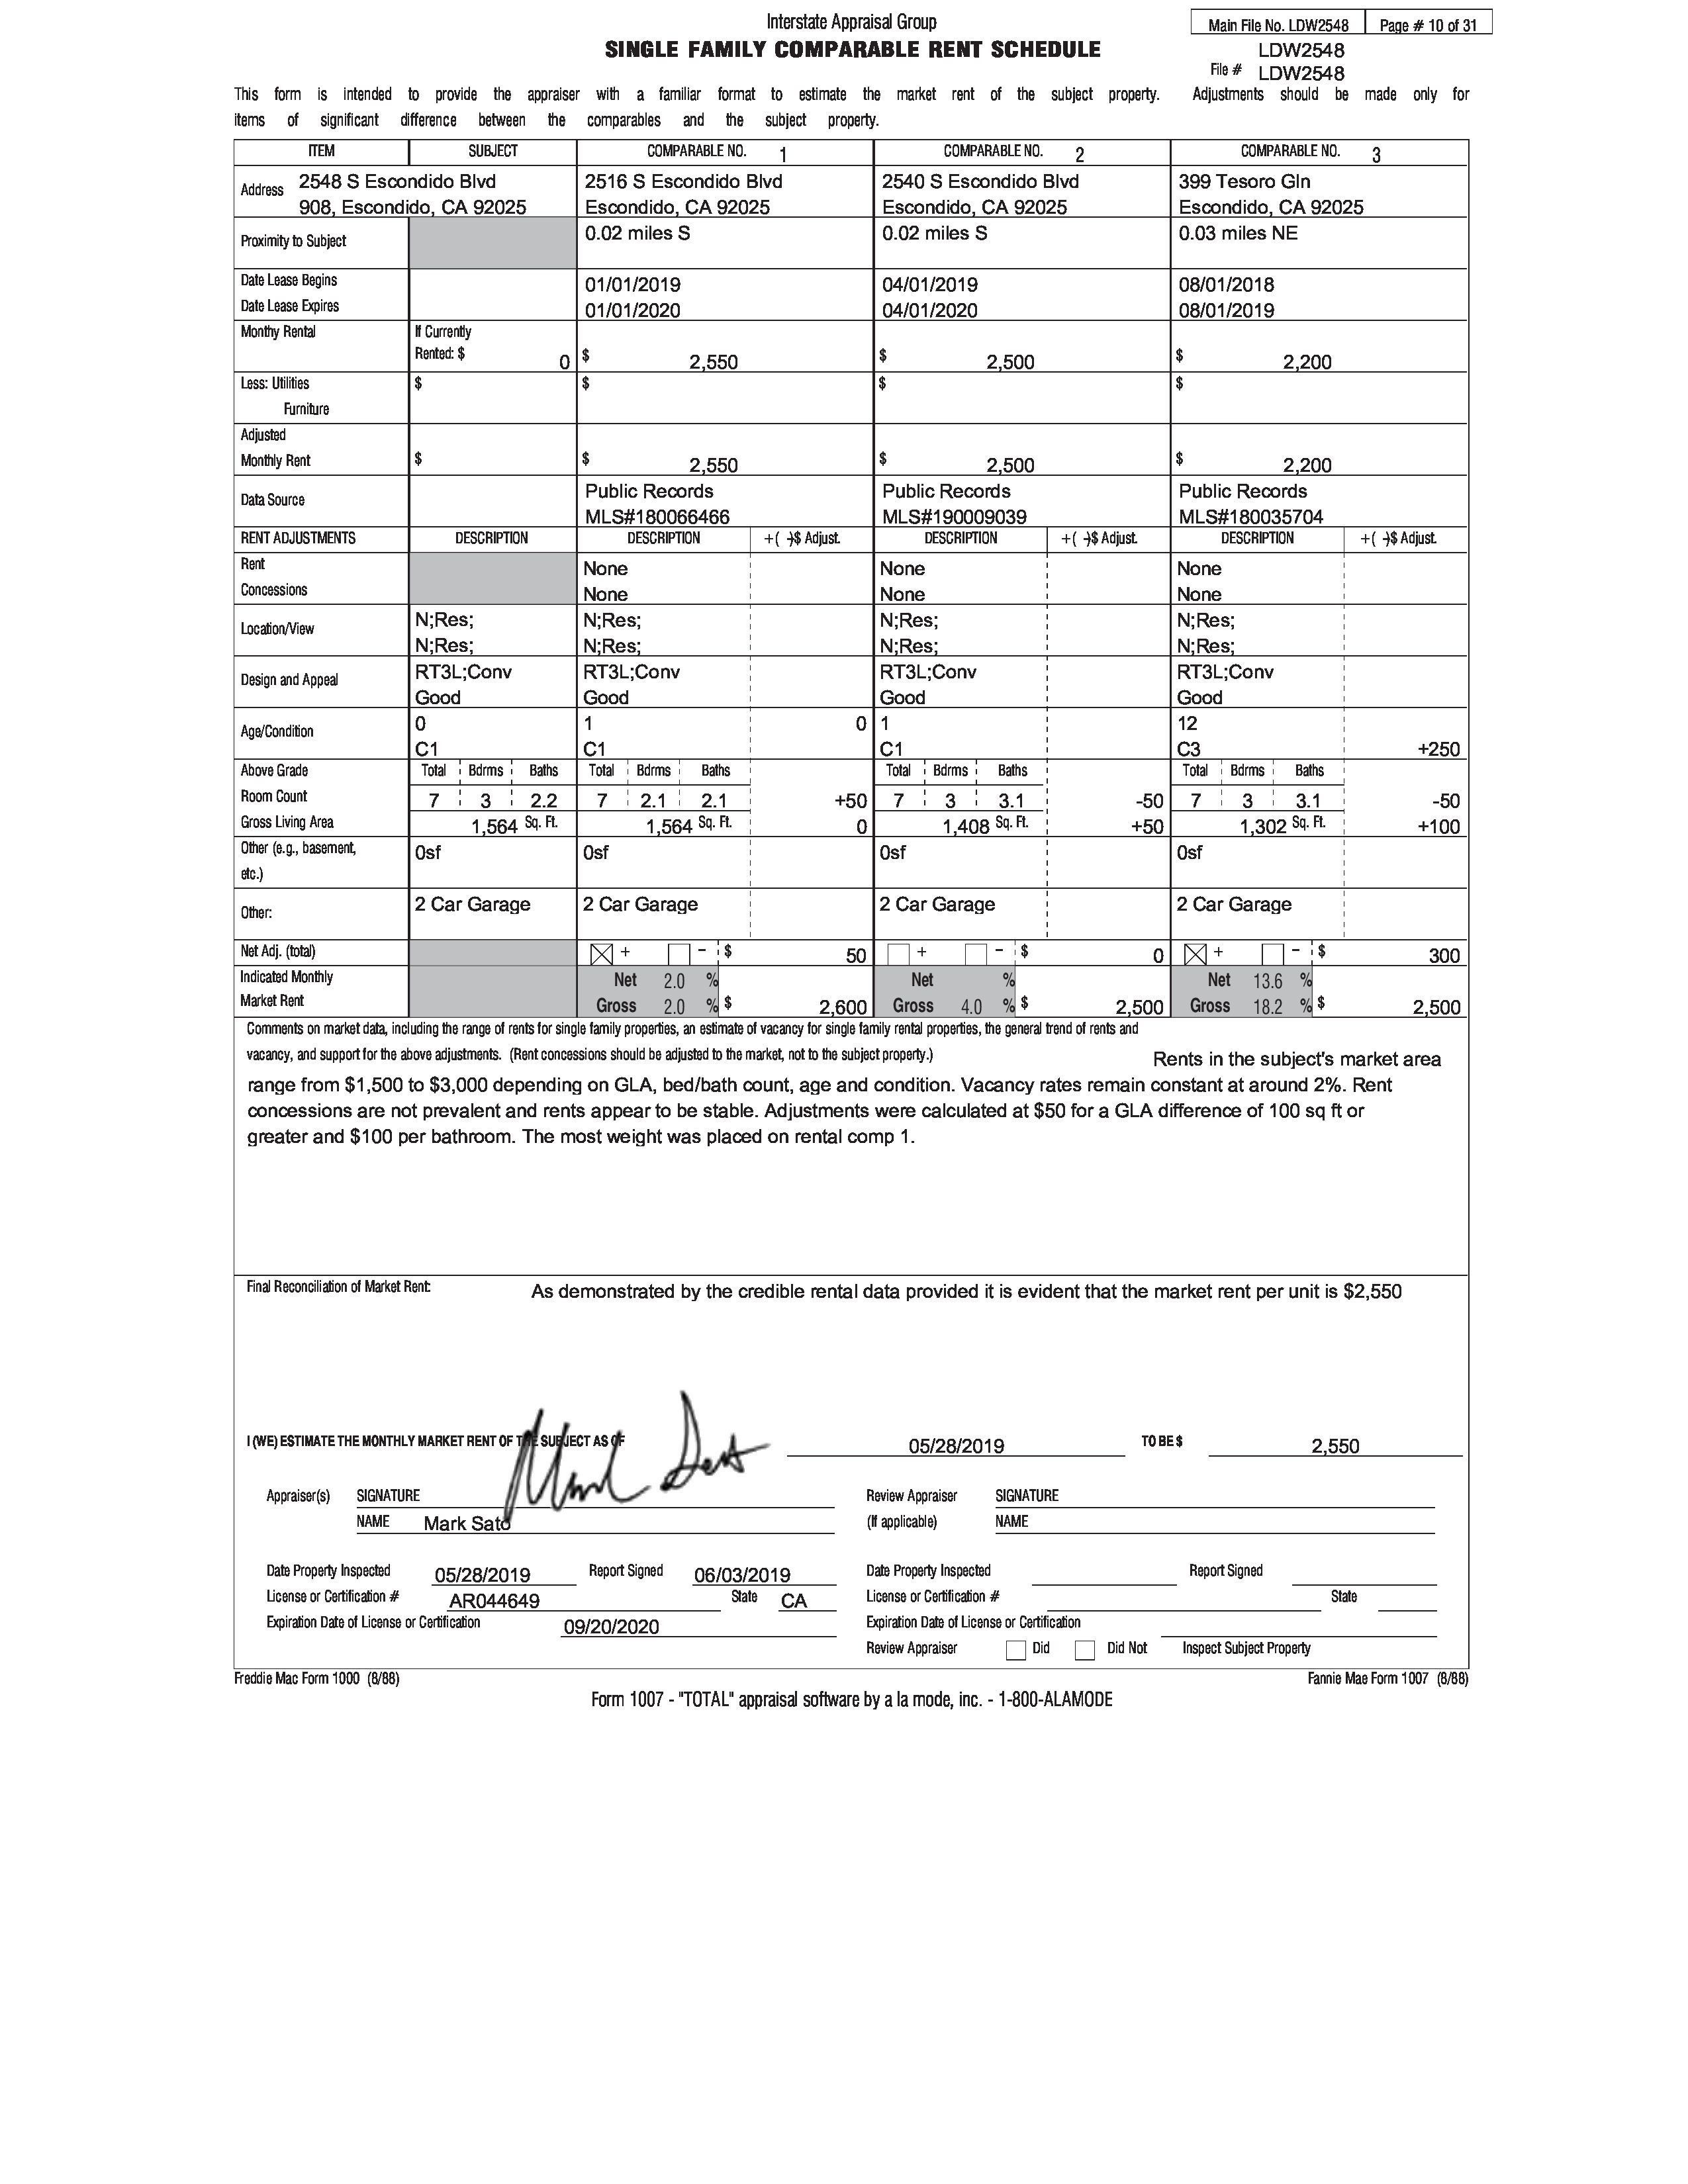 Interstate Appraisal Group
Main File No. LDW2548 Page # 10 of 31
SINGLE FAMILY COMPARABLE RENT SCHEDULE
LDW2548
File # LDW2548
This form is intended to provide the appraiser with a familiar format to estimate the market rent of the subject property. Adjustments should be made only for
items of significant difference between the comparables and the subject property.
ITEM SUBJECT COMPARABLE NO. 1 COMPARABLE NO. 2 COMPARABLE NO. 3
Address 2548 S Escondido Blvd 2516 S Escondido Blvd 2540 S Escondido Blvd 399 Tesoro Gln
908, Escondido, CA 92025 Escondido, CA 92025 Escondido, CA 92025 Escondido, CA 92025
Proximity to Subject 0.02 miles S 0.02 miles S 0.03 miles NE
Date Lease Begins 01/01/2019 04/01/2019 08/01/2018
Date Lease Expires 01/01/2020 04/01/2020 08/01/2019
Monthy Rental If Currently
Rented: $ 0 $ 2,550 $ 2,500 $ 2,200
Less: Utilities $ $ $ $
Furniture
Adjusted
Monthly Rent $ $ 2,550 $ 2,500 $ 2,200
Data Source Public Records Public Records Public Records
MLS#180066466 MLS#190009039 MLS#180035704
RENT ADJUSTMENTS DESCRIPTION DESCRIPTION +( -)$ Adjust. DESCRIPTION +( -)$ Adjust. DESCRIPTION +( -)$ Adjust.
Rent None None None
Concessions None None None
Location/View N;Res; N;Res; N;Res; N;Res;
N;Res; N;Res; N;Res; N;Res;
Design and Appeal RT3L;Conv RT3L;Conv RT3L;Conv RT3L;Conv
Good Good Good Good
Age/Condition 0 1 0 1 12
C1 C1 C1 C3 +250
Above Grade Total Bdrms Baths Total Bdrms Baths Total Bdrms Baths Total Bdrms Baths
Room Count 7 3 2.2 7 2.1 2.1 +50 7 3 3.1 -50 7 3 3.1 -50
Gross Living Area 1,564 Sq. Ft. 1,564 Sq. Ft. 0 1,408 Sq. Ft. +50 1,302 Sq. Ft. +100
Other (e.g., basement, 0sf 0sf 0sf 0sf
etc.)
Other: 2 Car Garage 2 Car Garage 2 Car Garage 2 Car Garage
Net Adj. (total) + - $ 50 + - $ 0 + - $ 300
Indicated Monthly Net 2.0 % Net % Net 13.6 %
Market Rent Gross 2.0 % $ 2,600 Gross 4.0 % $ 2,500 Gross 18.2 % $ 2,500
Comments on market data, including the range of rents for single family properties, an estimate of vacancy for single family rental properties, the general trend of rents and
vacancy, and support for the above adjustments. (Rent concessions should be adjusted to the market, not to the subject property.) Rents in the subject's market area
range from $1,500 to $3,000 depending on GLA, bed/bath count, age and condition. Vacancy rates remain constant at around 2%. Rent
concessions are not prevalent and rents appear to be stable. Adjustments were calculated at $50 for a GLA difference of 100 sq ft or
greater and $100 per bathroom. The most weight was placed on rental comp 1.
Final Reconciliation of Market Rent: As demonstrated by the credible rental data provided it is evident that the market rent per unit is $2,550
I (WE) ESTIMATE THE MONTHLY MARKET RENT OF THE SUBJECT AS OF 05/28/2019 TO BE $ 2,550
Appraiser(s) SIGNATURE Review Appraiser SIGNATURE
NAME Mark Sato (If applicable) NAME
Date Property Inspected 05/28/2019 Report Signed 06/03/2019 Date Property Inspected Report Signed
License or Certification # AR044649 State CA License or Certification # State
Expiration Date of License or Certification 09/20/2020 Expiration Date of License or Certification
Review Appraiser Did Did Not Inspect Subject Property
Freddie Mac Form 1000 (8/88) Fannie Mae Form 1007 (8/88)
Form 1007 - "TOTAL" appraisal software by a la mode, inc. - 1-800-ALAMODE